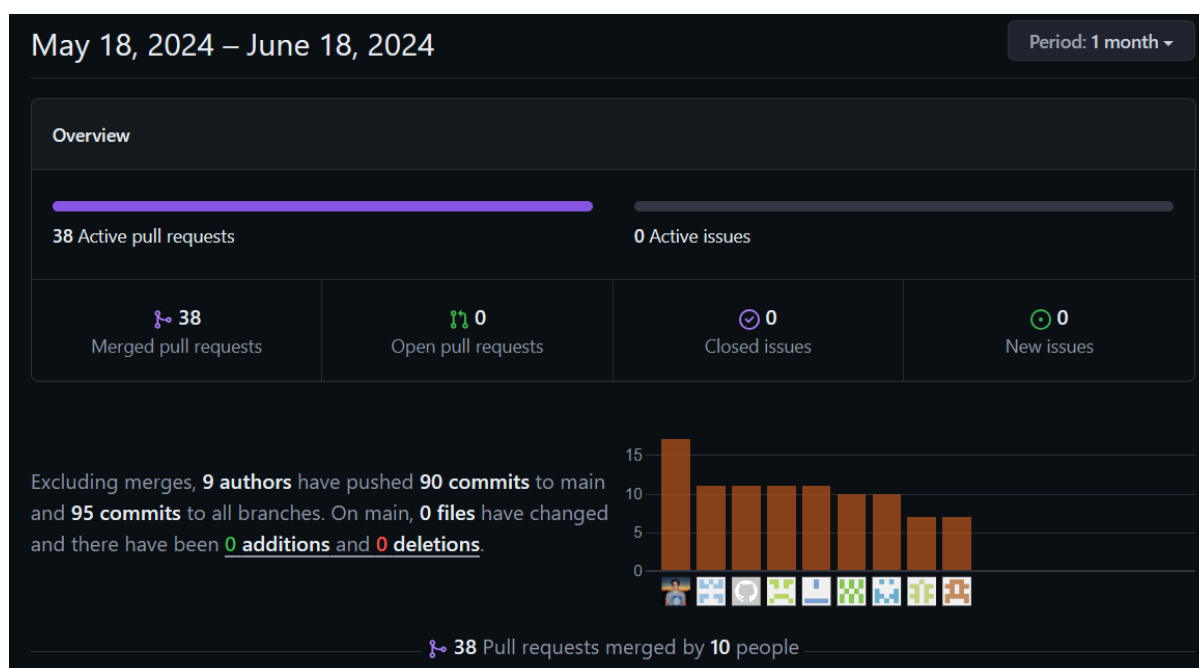 May 18, 2024 – June 18, 2024
Period: 1 month
Overview
38 Active pull requests
0 Active issues
38
Merged pull requests
0
Open pull requests
0
Closed issues
0
New issues
Excluding merges, 9 authors have pushed 90 commits to main
and 95 commits to all branches. On main, 0 files have changed
and there have been 0 additions and 0 deletions.
15
10
5
0
38 Pull requests merged by 10 people